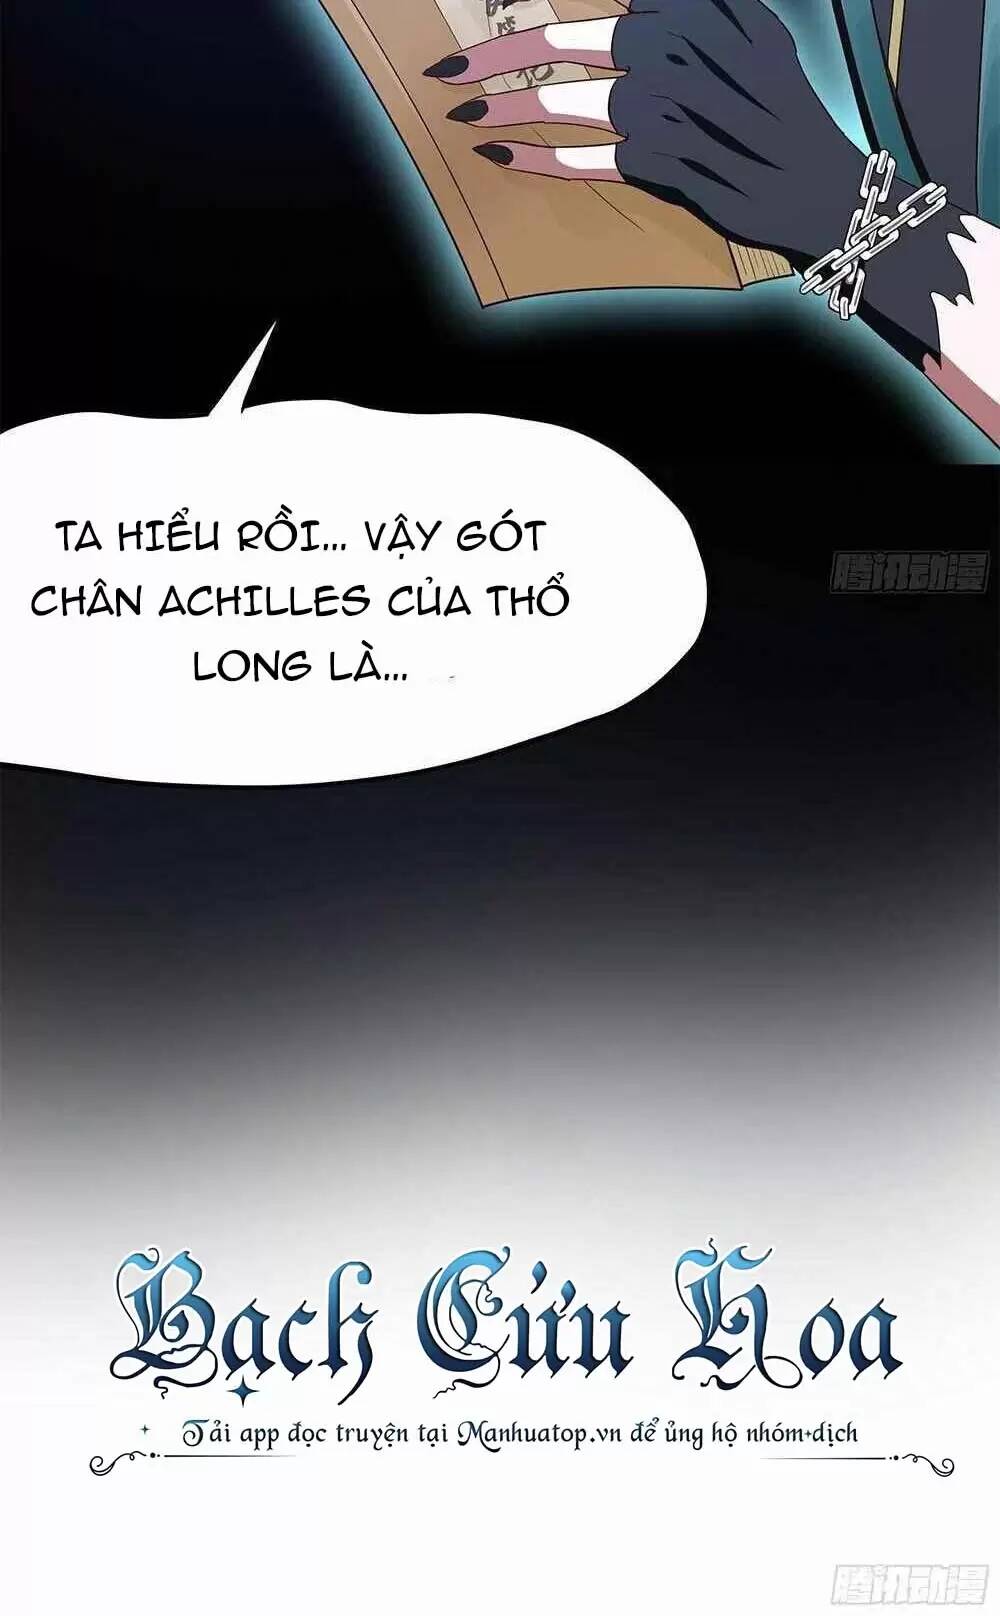 TA HIỂU RỒI... VẬY GÓT
CHÂN ACHILLES CỦA THỔ
LONG LÀ...
腾讯动漫
Bạch Cửu Hoa
Tải app đọc truyện tại Manhuatop.vn để ủng hộ nhóm dịch
腾讯动漫